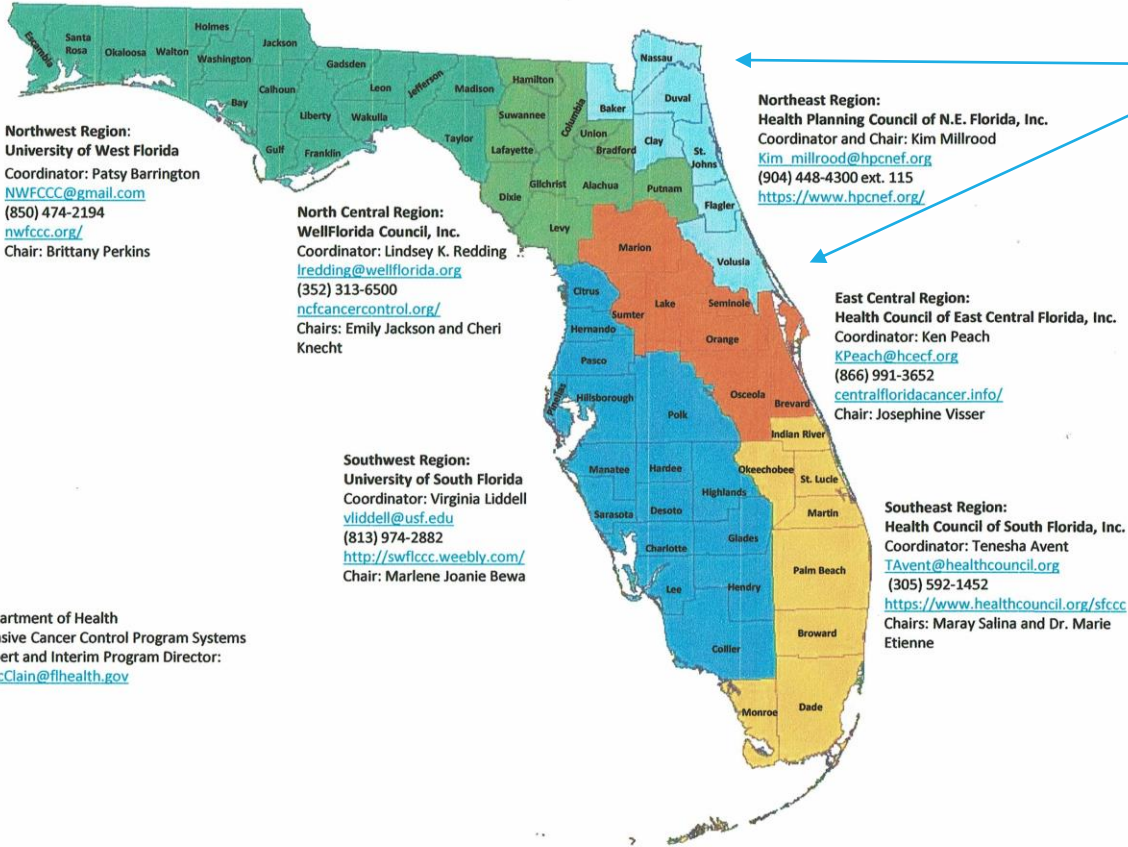 Holmes
Santa
Rosa
Escambia
Okaloosa
Walton
Washington
Jackson
Bay
Calhoun
Gulf
Liberty
Franklin
Gadsden
Leon
Wakulla
Jefferson
Madison
Taylor
Hamilton
Suwannee
Lafayette
Columbia
Union
Bradford
Dixie
Gilchrist
Alachua
Putnam
Levy
Nassau
Baker
Duval
Clay
St.
Johns
Flagler
Volusia
Marion
Lake
Seminole
Sumter
Orange
Osceola
Brevard
Citrus
Hernando
Pasco
Pinellas
Hillsborough
Polk
Manatee
Hardee
Highlands
Sarasota
Desoto
Charlotte
Glades
Lee
Hendry
Collier
Indian River
Okeechobee
St. Lucie
Martin
Palm Beach
Broward
Monroe
Dade
Northwest Region:
University of West Florida
Coordinator: Patsy Barrington
NWFCCC@gmail.com
(850) 474-2194
nwfccc.org/
Chair: Brittany Perkins
North Central Region:
WellFlorida Council, Inc.
Coordinator: Lindsey K. Redding
lredding@wellflorida.org
(352) 313-6500
ncfcancercontrol.org/
Chairs: Emily Jackson and Cheri
Knecht
Northeast Region:
Health Planning Council of N.E. Florida, Inc.
Coordinator and Chair: Kim Millrood
Kim_millrood@hpcnef.org
(904) 448-4300 ext. 115
https://www.hpcnef.org/
East Central Region:
Health Council of East Central Florida, Inc.
Coordinator: Ken Peach
KPeach@hcecf.org
(866) 991-3652
centralfloridacancer.info/
Chair: Josephine Visser
Southwest Region:
University of South Florida
Coordinator: Virginia Liddell
vliddell@usf.edu
(813) 974-2882
http://swflccc.weebly.com/
Chair: Marlene Joanie Bewa
Southeast Region:
Health Council of South Florida, Inc.
Coordinator: Tenesha Avent
TAvent@healthcouncil.org
(305) 592-1452
https://www.healthcouncil.org/sfccc
Chairs: Maray Salina and Dr. Marie
Etienne
artment of Health
nsive Cancer Control Program Systems
ert and Interim Program Director:
cClain@flhealth.gov